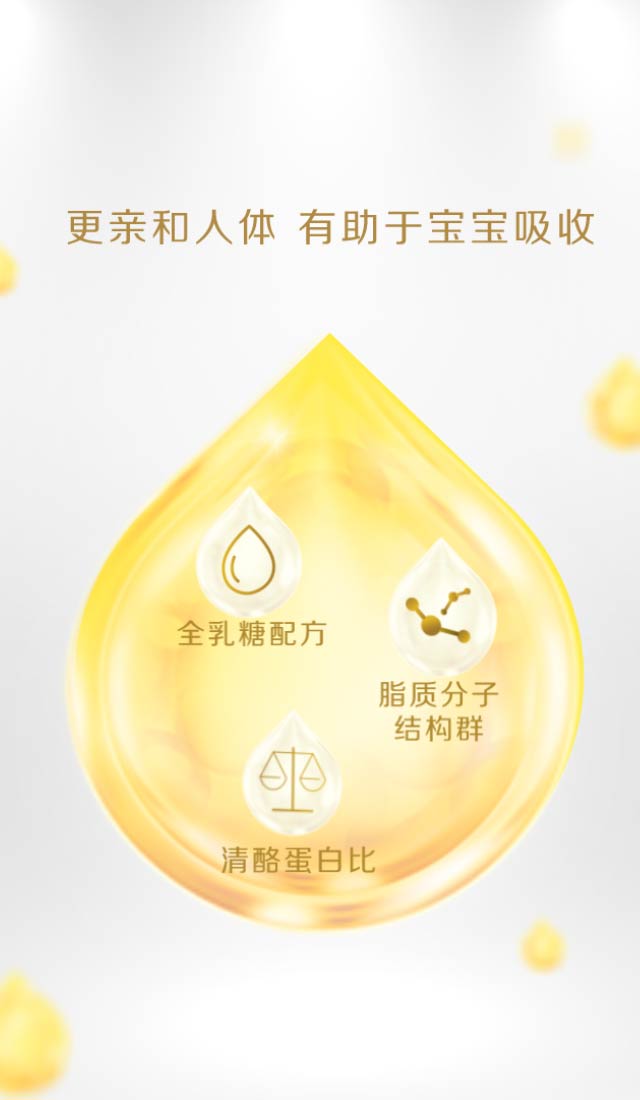 更亲和人体 有助于宝宝吸收
全乳糖配方
脂质分子
结构群
清酪蛋白比